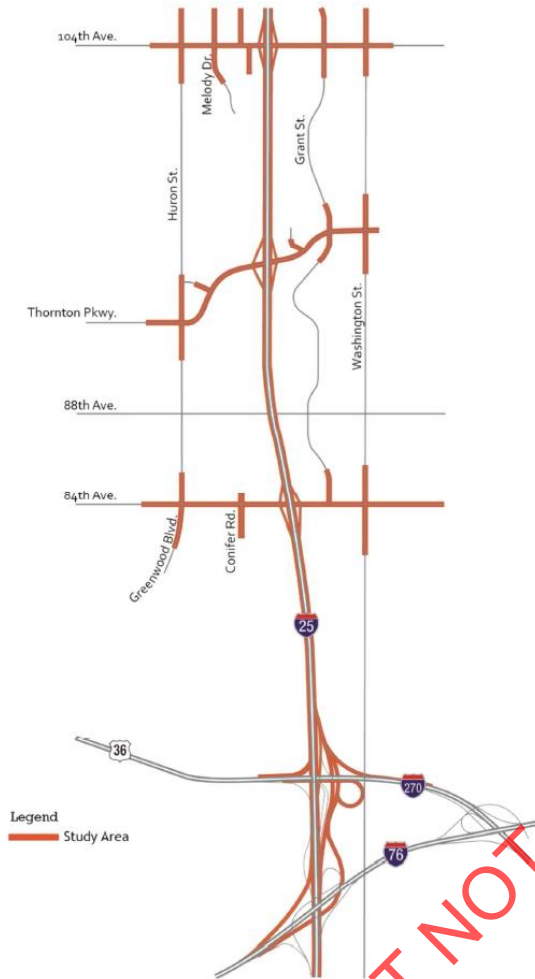 104th Ave.
Melody Dr.
Grant St.
Huron St.
Thornton Pkwy.
Washington St.
88th Ave.
84th Ave.
Greenwood Blvd.
Conifer Rd.
25
36
270
76
Legend
Study Area
NOT